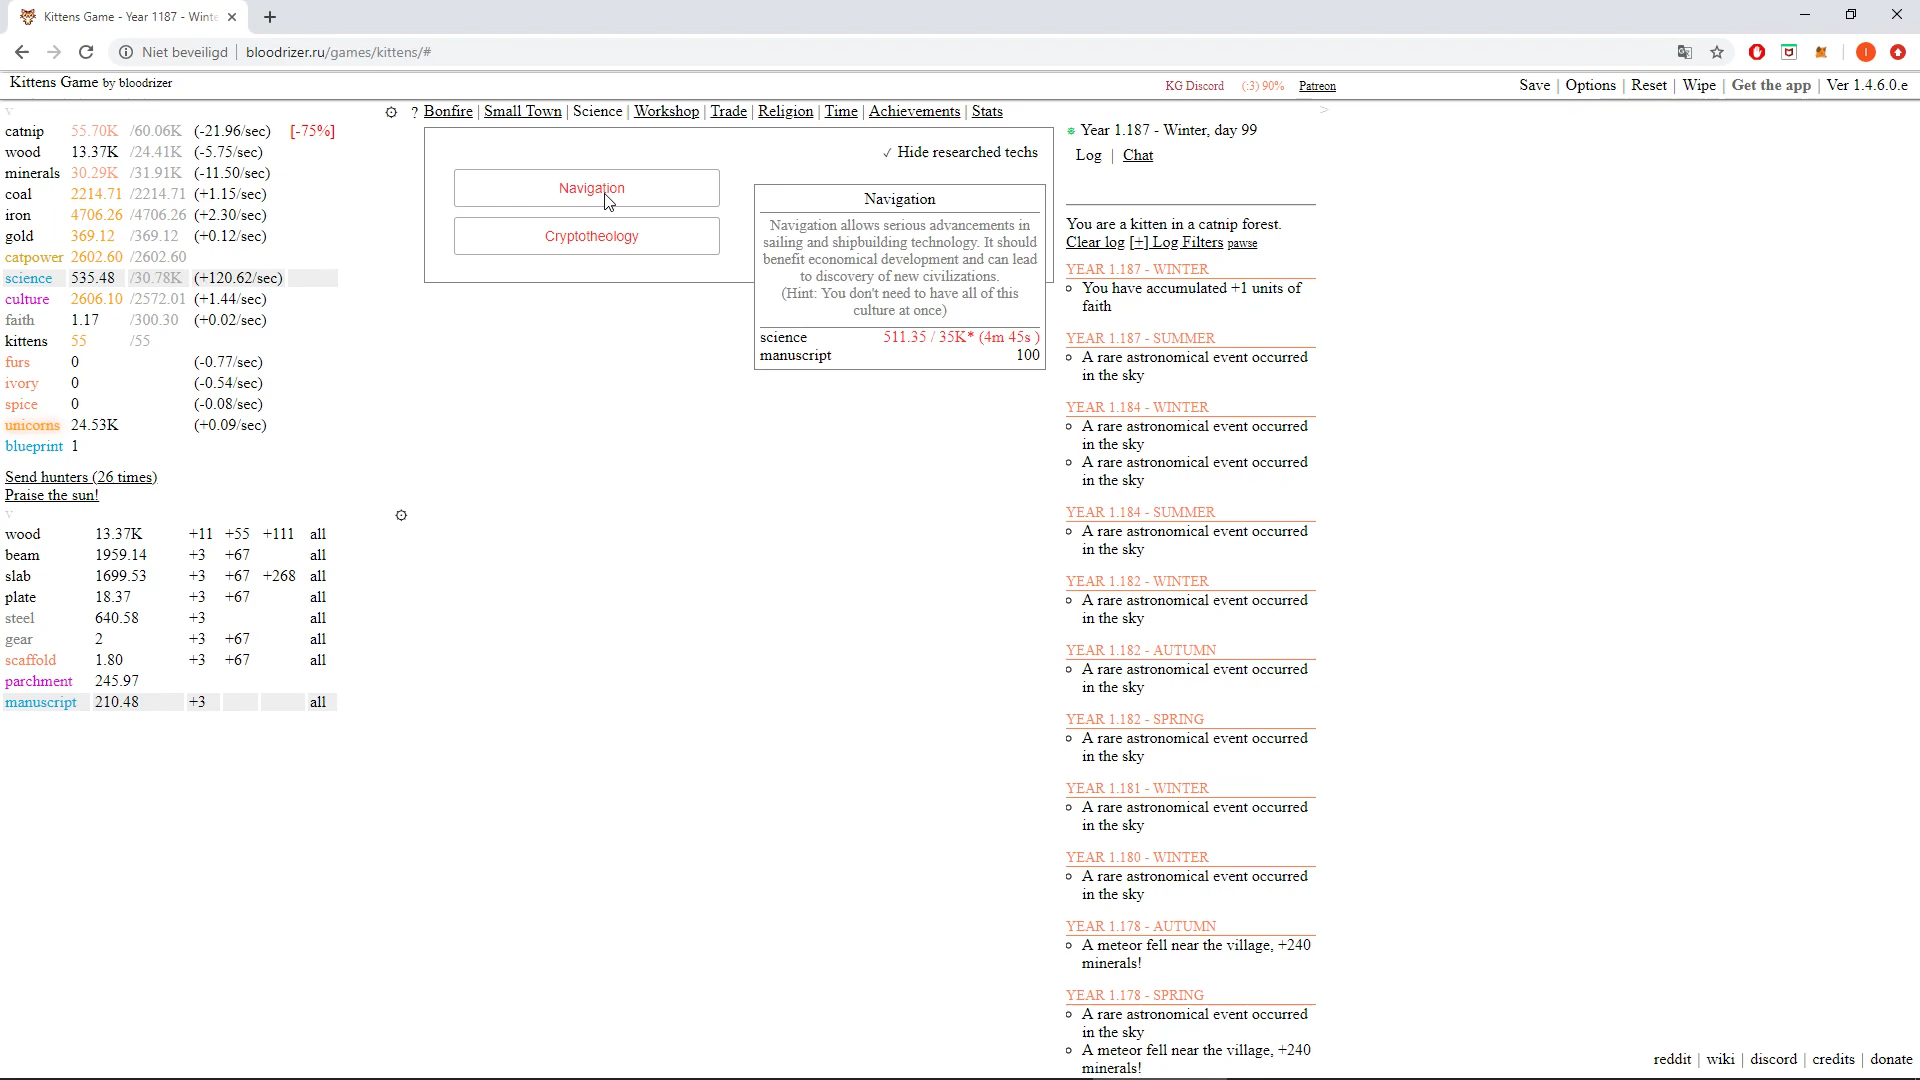 Kittens Game - Year 1187 - Winte
Niet beveiligd | bloodrizer.ru/games/kittens/#
Kittens Game by bloodrizer
KG Discord (:3) 90% Patreon
Save | Options | Reset | Wipe | Get the app | Ver 1.4.6.0.e
v
catnip 55.70K /60.06K (-21.96/sec) [-75%]
wood 13.37K /24.41K (-5.75/sec)
minerals 30.29K /31.91K (-11.50/sec)
coal 2214.71 /2214.71 (+1.15/sec)
iron 4706.26 /4706.26 (+2.30/sec)
gold 369.12 /369.12 (+0.12/sec)
catpower 2602.60 /2602.60
science 535.48 /30.78K (+120.62/sec)
culture 2606.10 /2572.01 (+1.44/sec)
faith 1.17 /300.30 (+0.02/sec)
kittens 55 /55
furs 0 (-0.77/sec)
ivory 0 (-0.54/sec)
spice 0 (-0.08/sec)
unicorns 24.53K (+0.09/sec)
blueprint 1
Send hunters (26 times)
Praise the sun!
v
wood 13.37K +11 +55 +111 all
beam 1959.14 +3 +67 all
slab 1699.53 +3 +67 +268 all
plate 18.37 +3 +67 all
steel 640.58 +3 all
gear 2 +3 +67 all
scaffold 1.80 +3 +67 all
parchment 245.97
manuscript 210.48 +3 all
? Bonfire | Small Town | Science | Workshop | Trade | Religion | Time | Achievements | Stats
✓ Hide researched techs
Navigation
Cryptotheology
Navigation
Navigation allows serious advancements in
sailing and shipbuilding technology. It should
benefit economical development and can lead
to discovery of new civilizations.
(Hint: You don't need to have all of this
culture at once)
science 511.35 / 35K* (4m 45s )
manuscript 100
>
Year 1.187 - Winter, day 99
Log | Chat
You are a kitten in a catnip forest.
Clear log [+] Log Filters pawse
YEAR 1.187 - WINTER
You have accumulated +1 units of
faith
YEAR 1.187 - SUMMER
A rare astronomical event occurred
in the sky
YEAR 1.184 - WINTER
A rare astronomical event occurred
in the sky
A rare astronomical event occurred
in the sky
YEAR 1.184 - SUMMER
A rare astronomical event occurred
in the sky
YEAR 1.182 - WINTER
A rare astronomical event occurred
in the sky
YEAR 1.182 - AUTUMN
A rare astronomical event occurred
in the sky
YEAR 1.182 - SPRING
A rare astronomical event occurred
in the sky
YEAR 1.181 - WINTER
A rare astronomical event occurred
in the sky
YEAR 1.180 - WINTER
A rare astronomical event occurred
in the sky
YEAR 1.178 - AUTUMN
A meteor fell near the village, +240
minerals!
YEAR 1.178 - SPRING
A rare astronomical event occurred
in the sky
A meteor fell near the village, +240
minerals!
reddit | wiki | discord | credits | donate